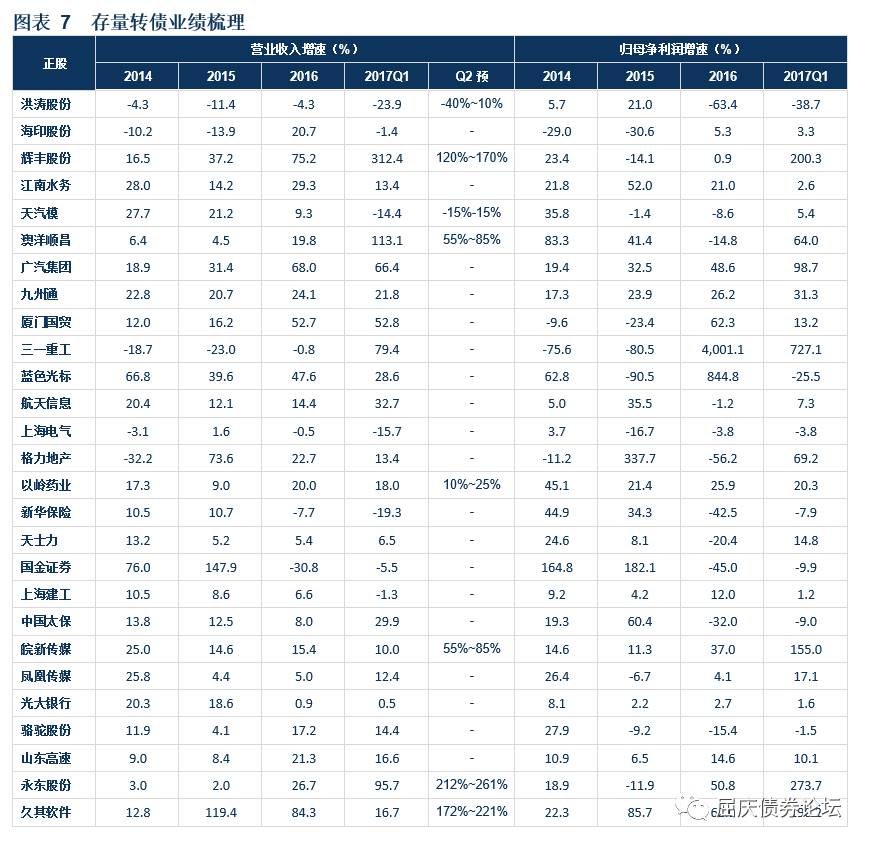 图表 7 存量转债业绩梳理
正股 营业收入增速（%） 归母净利润增速（%）
2014 2015 2016 2017Q1 Q2 预 2014 2015 2016 2017Q1
洪涛股份 -4.3 -11.4 -4.3 -23.9 -40%~10% 5.7 21.0 -63.4 -38.7
海印股份 -10.2 -13.9 20.7 -1.4 - -29.0 -30.6 5.3 3.3
辉丰股份 16.5 37.2 75.2 312.4 120%~170% 23.4 -14.1 0.9 200.3
江南水务 28.0 14.2 29.3 13.4 - 21.8 52.0 21.0 2.6
天汽模 27.7 21.2 9.3 -14.4 -15%-15% 35.8 -1.4 -8.6 5.4
澳洋顺昌 6.4 4.5 19.8 113.1 55%~85% 83.3 41.4 -14.8 64.0
广汽集团 18.9 31.4 68.0 66.4 - 19.4 32.5 48.6 98.7
九州通 22.8 20.7 24.1 21.8 - 17.3 23.9 26.2 31.3
厦门国贸 12.0 16.2 52.7 52.8 - -9.6 -23.4 62.3 13.2
三一重工 -18.7 -23.0 -0.8 79.4 - -75.6 -80.5 4,001.1 727.1
蓝色光标 66.8 39.6 47.6 28.6 - 62.8 -90.5 844.8 -25.5
航天信息 20.4 12.1 14.4 32.7 - 5.0 35.5 -1.2 7.3
上海电气 -3.1 1.6 -0.5 -15.7 - 3.7 -16.7 -3.8 -3.8
格力地产 -32.2 73.6 22.7 13.4 - -11.2 337.7 -56.2 69.2
以岭药业 17.3 9.0 20.0 18.0 10%~25% 45.1 21.4 25.9 20.3
新华保险 10.5 10.7 -7.7 -19.3 - 44.9 34.3 -42.5 -7.9
天士力 13.2 5.2 5.4 6.5 - 24.6 8.1 -20.4 14.8
国金证券 76.0 147.9 -30.8 -5.5 - 164.8 182.1 -45.0 -9.9
上海建工 10.5 8.6 6.6 -1.3 - 9.2 4.2 12.0 1.2
中国太保 13.8 12.5 8.0 29.9 - 19.3 60.4 -32.0 -9.0
皖新传媒 25.0 14.6 15.4 10.0 55%~85% 14.6 11.3 37.0 155.0
凤凰传媒 25.8 4.4 5.0 12.4 - 26.4 -6.7 4.1 17.1
光大银行 20.3 18.6 0.9 0.5 - 8.1 2.2 2.7 1.6
骆驼股份 11.9 4.1 17.2 14.4 - 27.9 -9.2 -15.4 -1.5
山东高速 9.0 8.4 21.3 16.6 - 10.9 6.5 14.6 10.1
永东股份 3.0 2.0 26.7 95.7 212%~261% 18.9 -11.9 50.8 273.7
久其软件 12.8 119.4 84.3 16.7 172%~221% 22.3 85.7
屈庆债券论坛